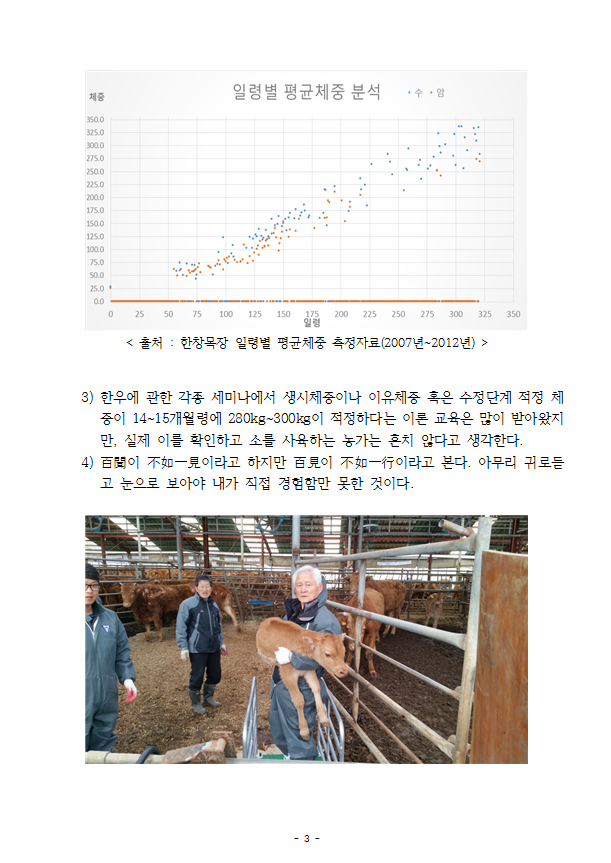 일령별 평균체중 분석
수 암
체중
350.0
325.0
300.0
275.0
250.0
225.0
200.0
175.0
150.0
125.0
100.0
75.0
50.0
25.0
0.0
0 25 50 75 100 125 150 175 200 225 250 275 300 325 350
일령
< 출처 : 한창목장 일령별 평균체중 측정자료(2007년~2012년) >
3) 한우에 관한 각종 세미나에서 생시체중이나 이유체중 혹은 수정단계 적정 체
중이 14~15개월령에 280kg~300kg이 적정하다는 이론 교육은 많이 받아왔지
만, 실제 이를 확인하고 소를 사육하는 농가는 흔치 않다고 생각한다.
4) 百聞이 不如一見이라고 하지만 百見이 不如一行이라고 본다. 아무리 귀로듣
고 눈으로 보아야 내가 직접 경험함만 못한 것이다.
- 3 -